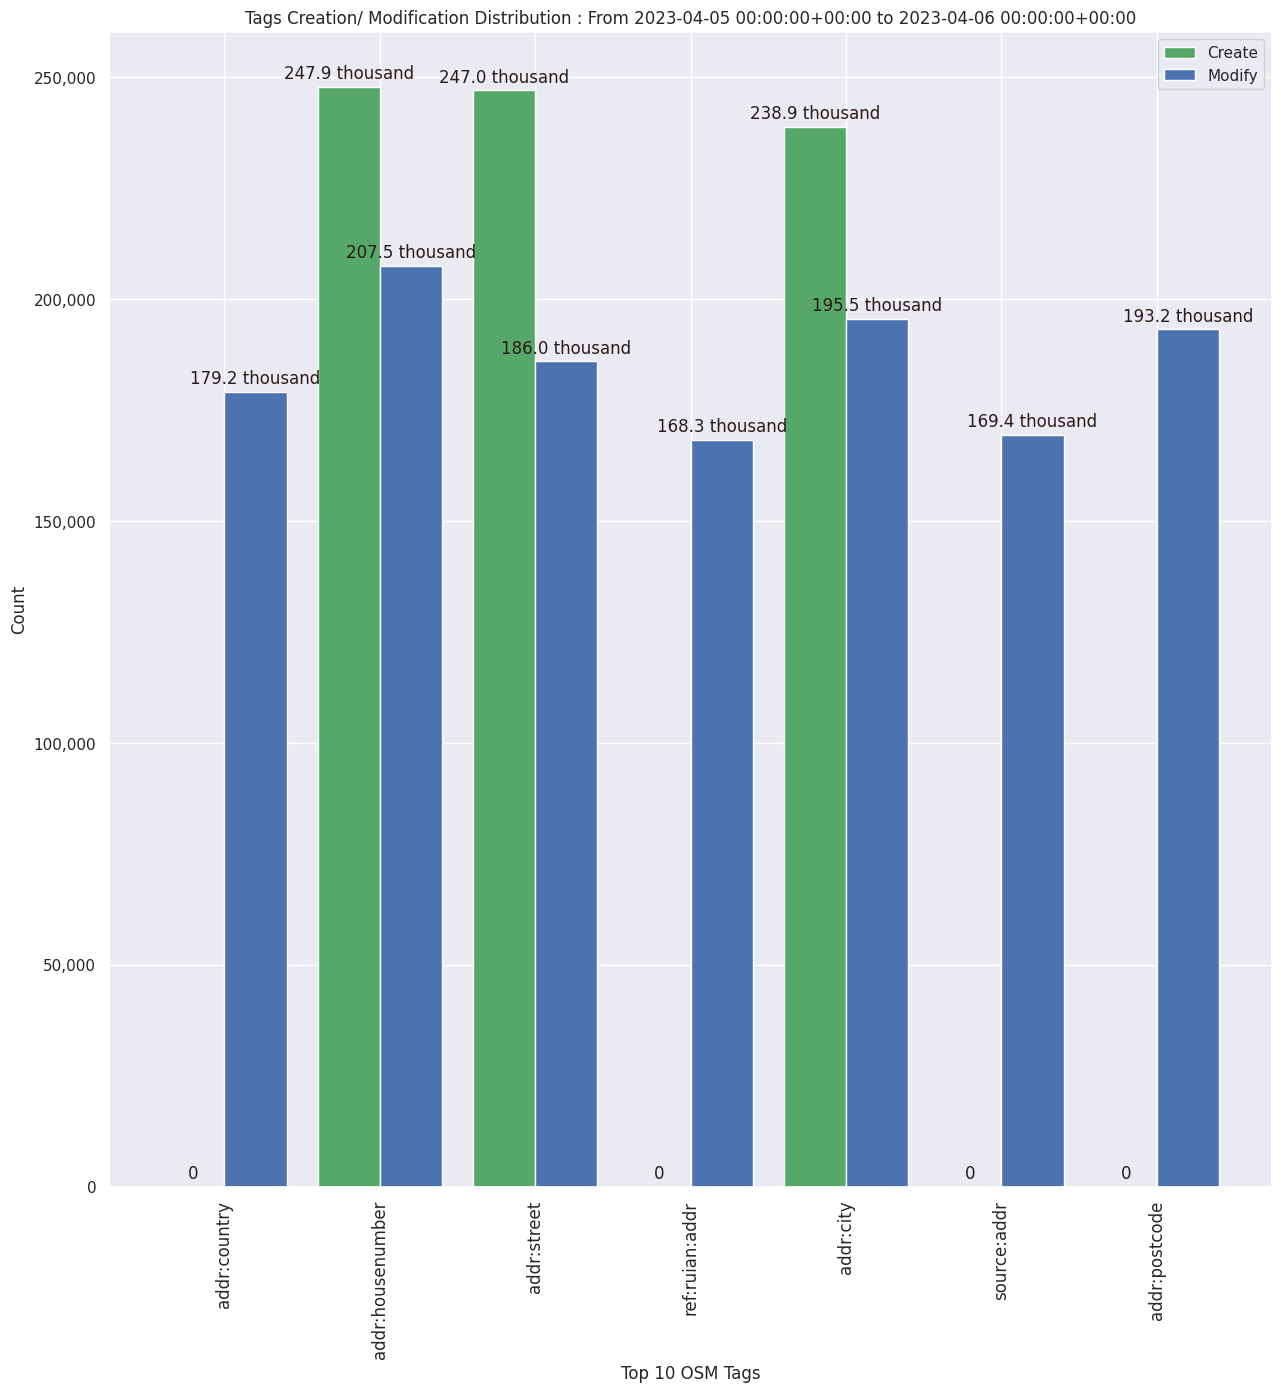 Tags Creation/ Modification Distribution : From 2023-04-05 00:00:00+00:00 to 2023-04-06 00:00:00+00:00
Create
Modify
250,000
200,000
150,000
100,000
50,000
0
Count
0
179.2 thousand
247.9 thousand
207.5 thousand
247.0 thousand
186.0 thousand
0
168.3 thousand
238.9 thousand
195.5 thousand
0
169.4 thousand
0
193.2 thousand
addr:country
addr:housenumber
addr:street
ref:ruian:addr
addr:city
source:addr
addr:postcode
Top 10 OSM Tags